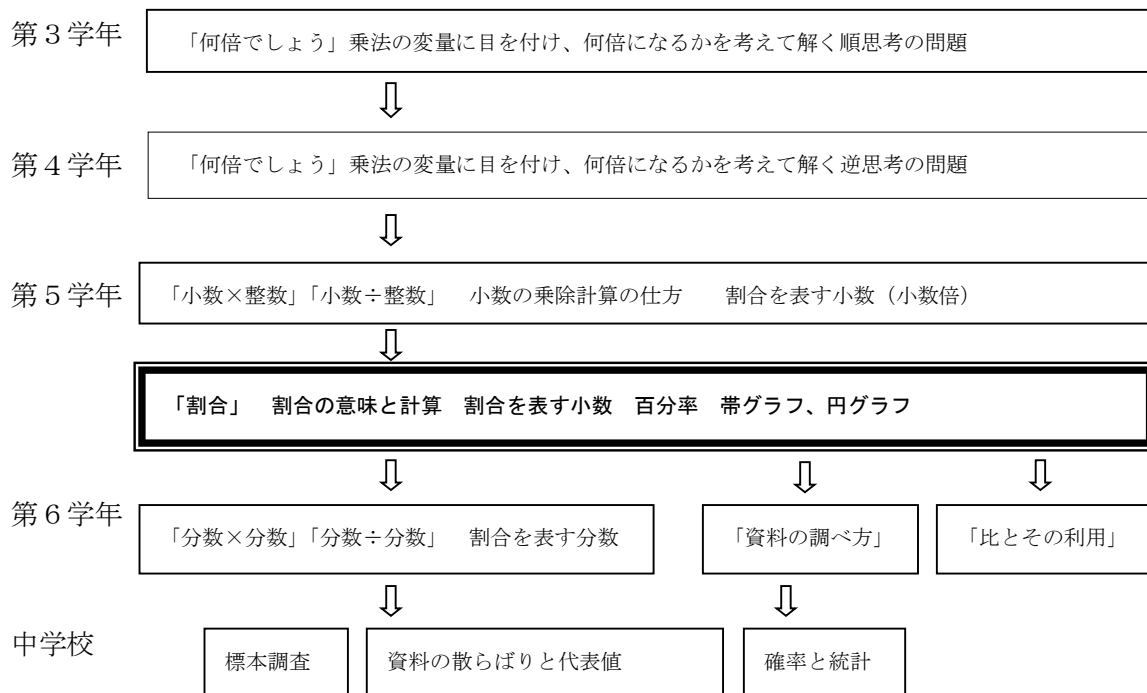 第３学年
「何倍でしょう」乗法の変量に目を付け、何倍になるかを考えて解く順思考の問題
第４学年
「何倍でしょう」乗法の変量に目を付け、何倍になるかを考えて解く逆思考の問題
第５学年
「小数×整数」「小数÷整数」　小数の乗除計算の仕方　　割合を表す小数（小数倍）
「割合」　割合の意味と計算　割合を表す小数　百分率　帯グラフ、円グラフ
第６学年
「分数×分数」「分数÷分数」　割合を表す分数
「資料の調べ方」
「比とその利用」
中学校
標本調査
資料の散らばりと代表値
確率と統計